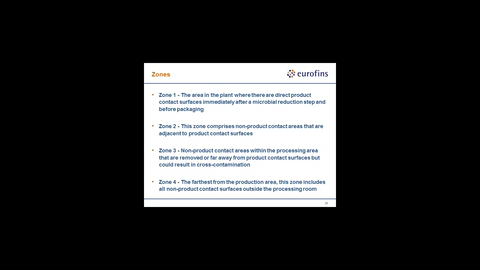 Zones
eurofins
• Zone 1 - The area in the plant where there are direct product
contact surfaces immediately after a microbial reduction step and
before packaging
• Zone 2 - This zone comprises non-product contact areas that are
adjacent to product contact surfaces
• Zone 3 - Non-product contact areas within the processing area
that are removed or far away from product contact surfaces but
could result in cross-contamination
• Zone 4 - The farthest from the production area, this zone includes
all non-product contact surfaces outside the processing room